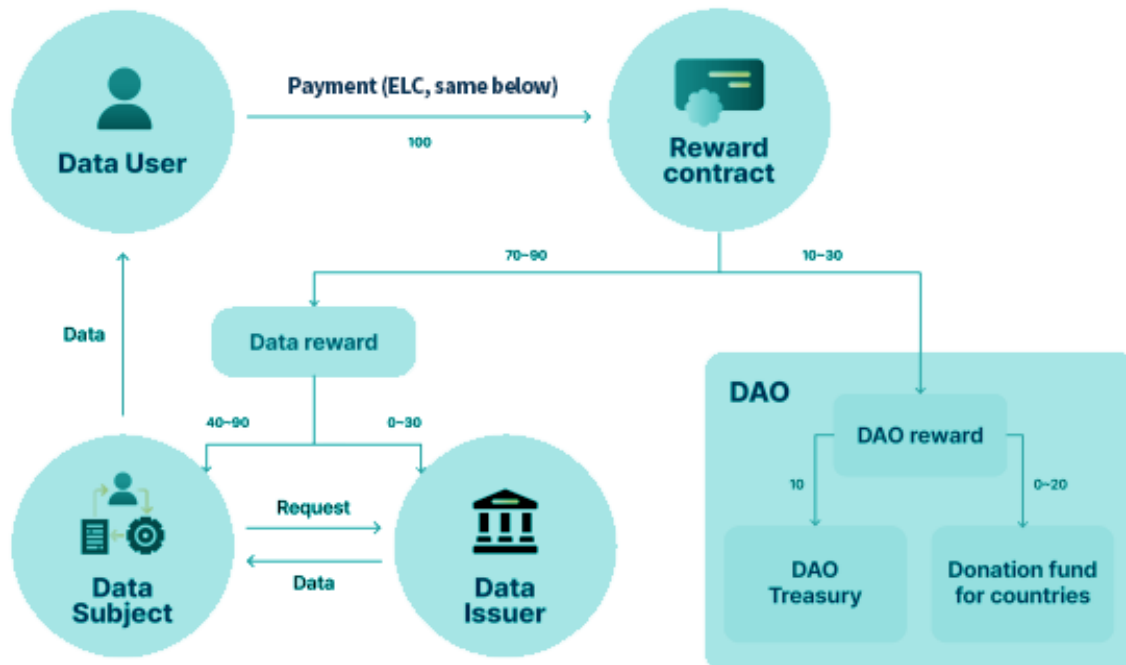 Payment (ELC, same below)
100
Data User
Reward
contract
70~90
10~30
Data
Data reward
DAO
40~90
0~30
DAO reward
10
0~20
Request
Data
Data
Subject
Data
Issuer
DAO
Treasury
Donation fund
for countries